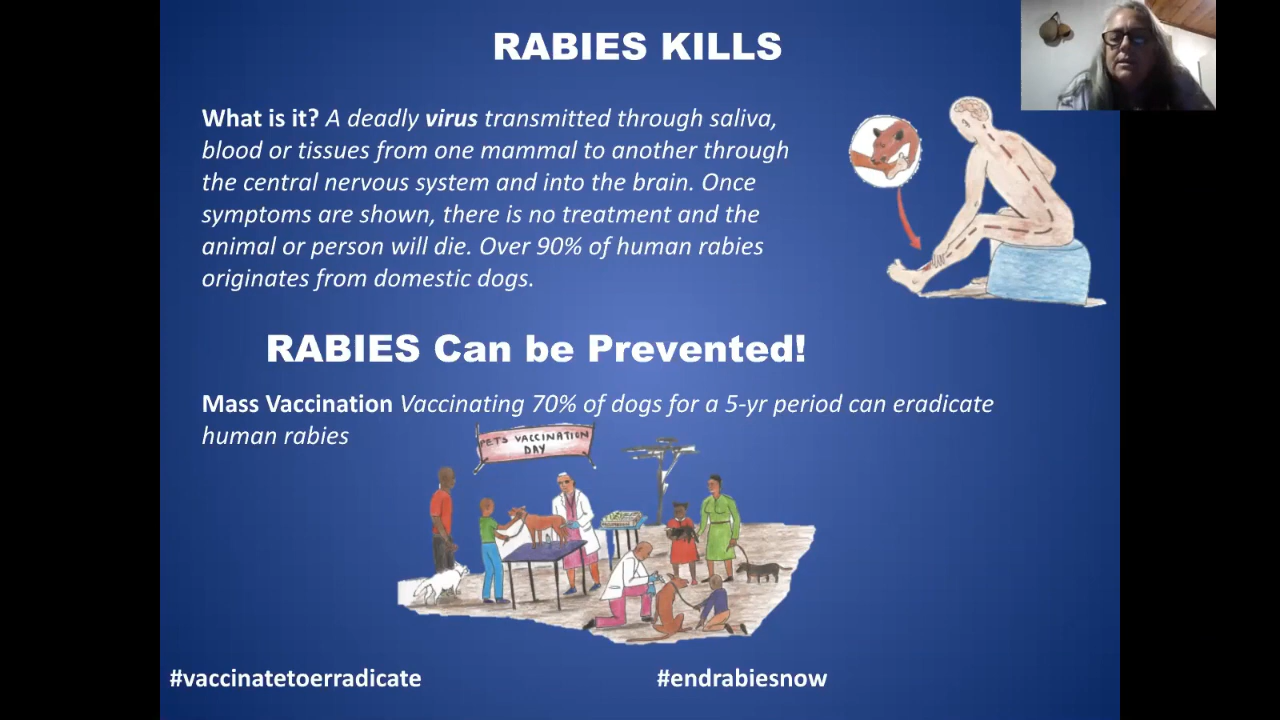 RABIES KILLS
What is it? A deadly virus transmitted through saliva,
blood or tissues from one mammal to another through
the central nervous system and into the brain. Once
symptoms are shown, there is no treatment and the
animal or person will die. Over 90% of human rabies
originates from domestic dogs.
RABIES Can be Prevented!
Mass Vaccination Vaccinating 70% of dogs for a 5-yr period can eradicate
human rabies
PETS VACCINATION
DAY
#vaccinatetoerradicate
#endrabiesnow